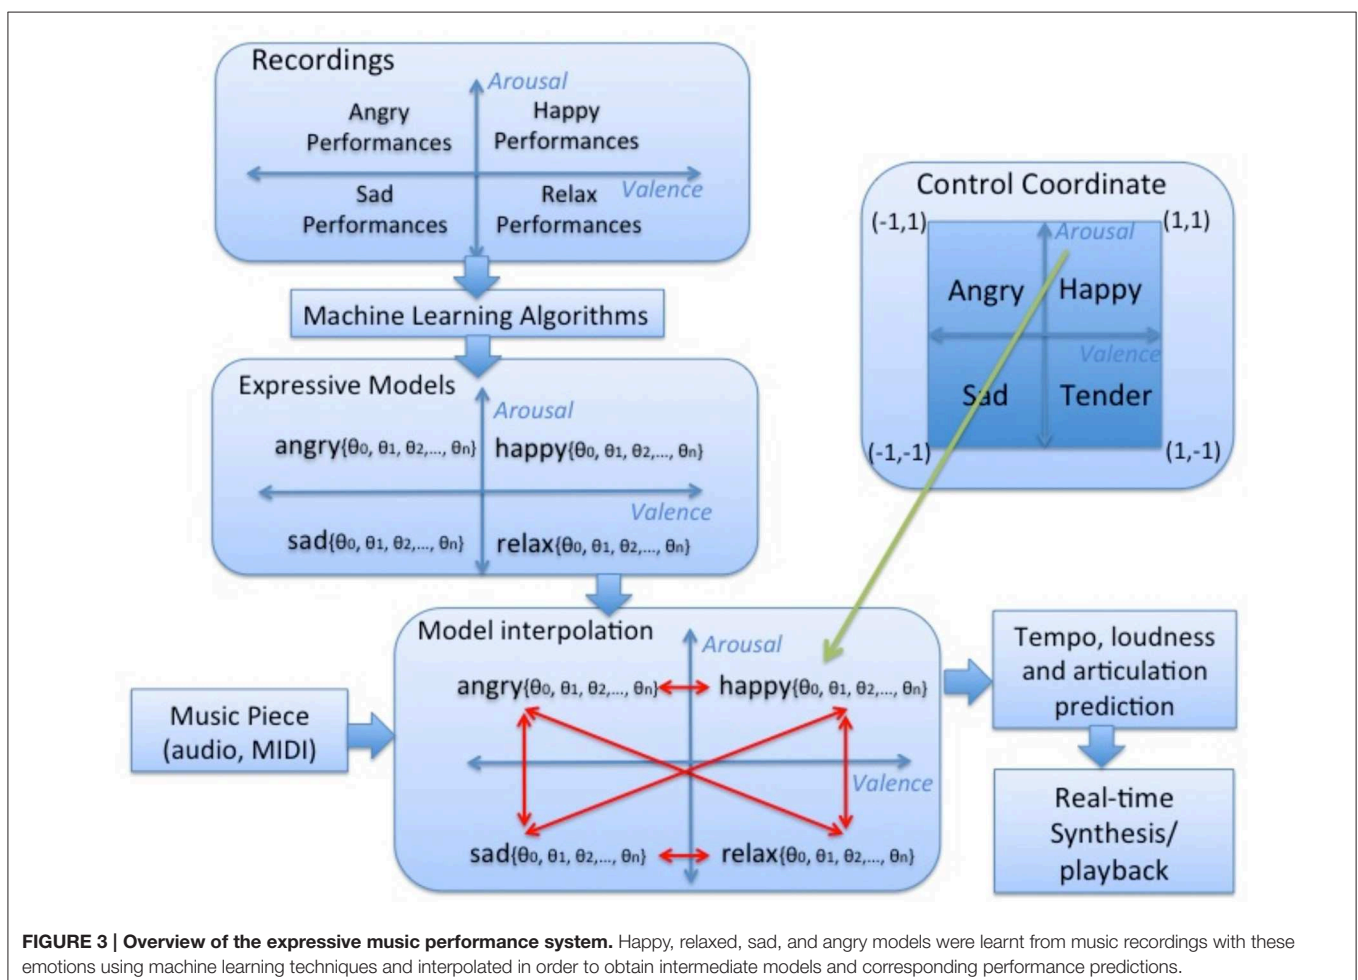 Recordings
Arousal
Angry
Performances
Happy
Performances
Valence
Sad
Performances
Relax
Performances
Machine Learning Algorithms
Expressive Models
Arousal
angry{θ0, θ1, θ2,..., θn}
happy{θ0, θ1, θ2,..., θn}
Valence
sad{θ0, θ1, θ2,..., θn}
relax{θ0, θ1, θ2,..., θn}
Control Coordinate
(-1,1)
(1,1)
Arousal
Angry
Happy
Valence
Sad
Tender
(-1,-1)
(1,-1)
Music Piece
(audio, MIDI)
Model interpolation
Arousal
angry{θ0, θ1, θ2,..., θn}
happy{θ0, θ1, θ2,..., θn}
Valence
sad{θ0, θ1, θ2,..., θn}
relax{θ0, θ1, θ2,..., θn}
Tempo, loudness
and articulation
prediction
Real-time
Synthesis/
playback
FIGURE 3 | Overview of the expressive music performance system. Happy, relaxed, sad, and angry models were learnt from music recordings with these
emotions using machine learning techniques and interpolated in order to obtain intermediate models and corresponding performance predictions.